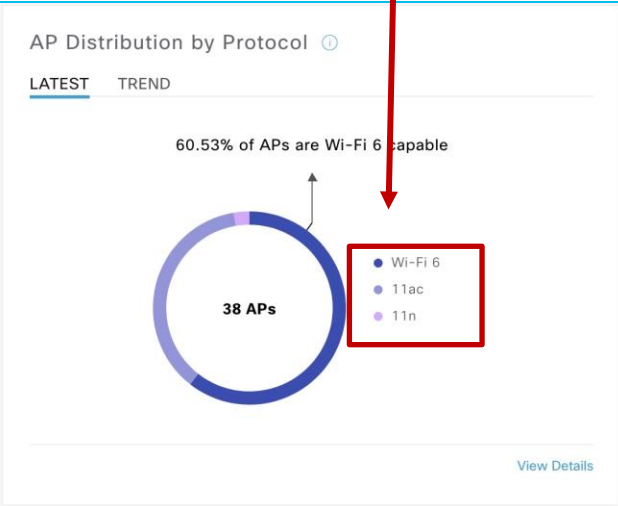 AP Distribution by Protocol
LATEST TREND
60.53% of APs are Wi-Fi 6 capable
Wi-Fi 6
11ac
38 APs
11n
View Details